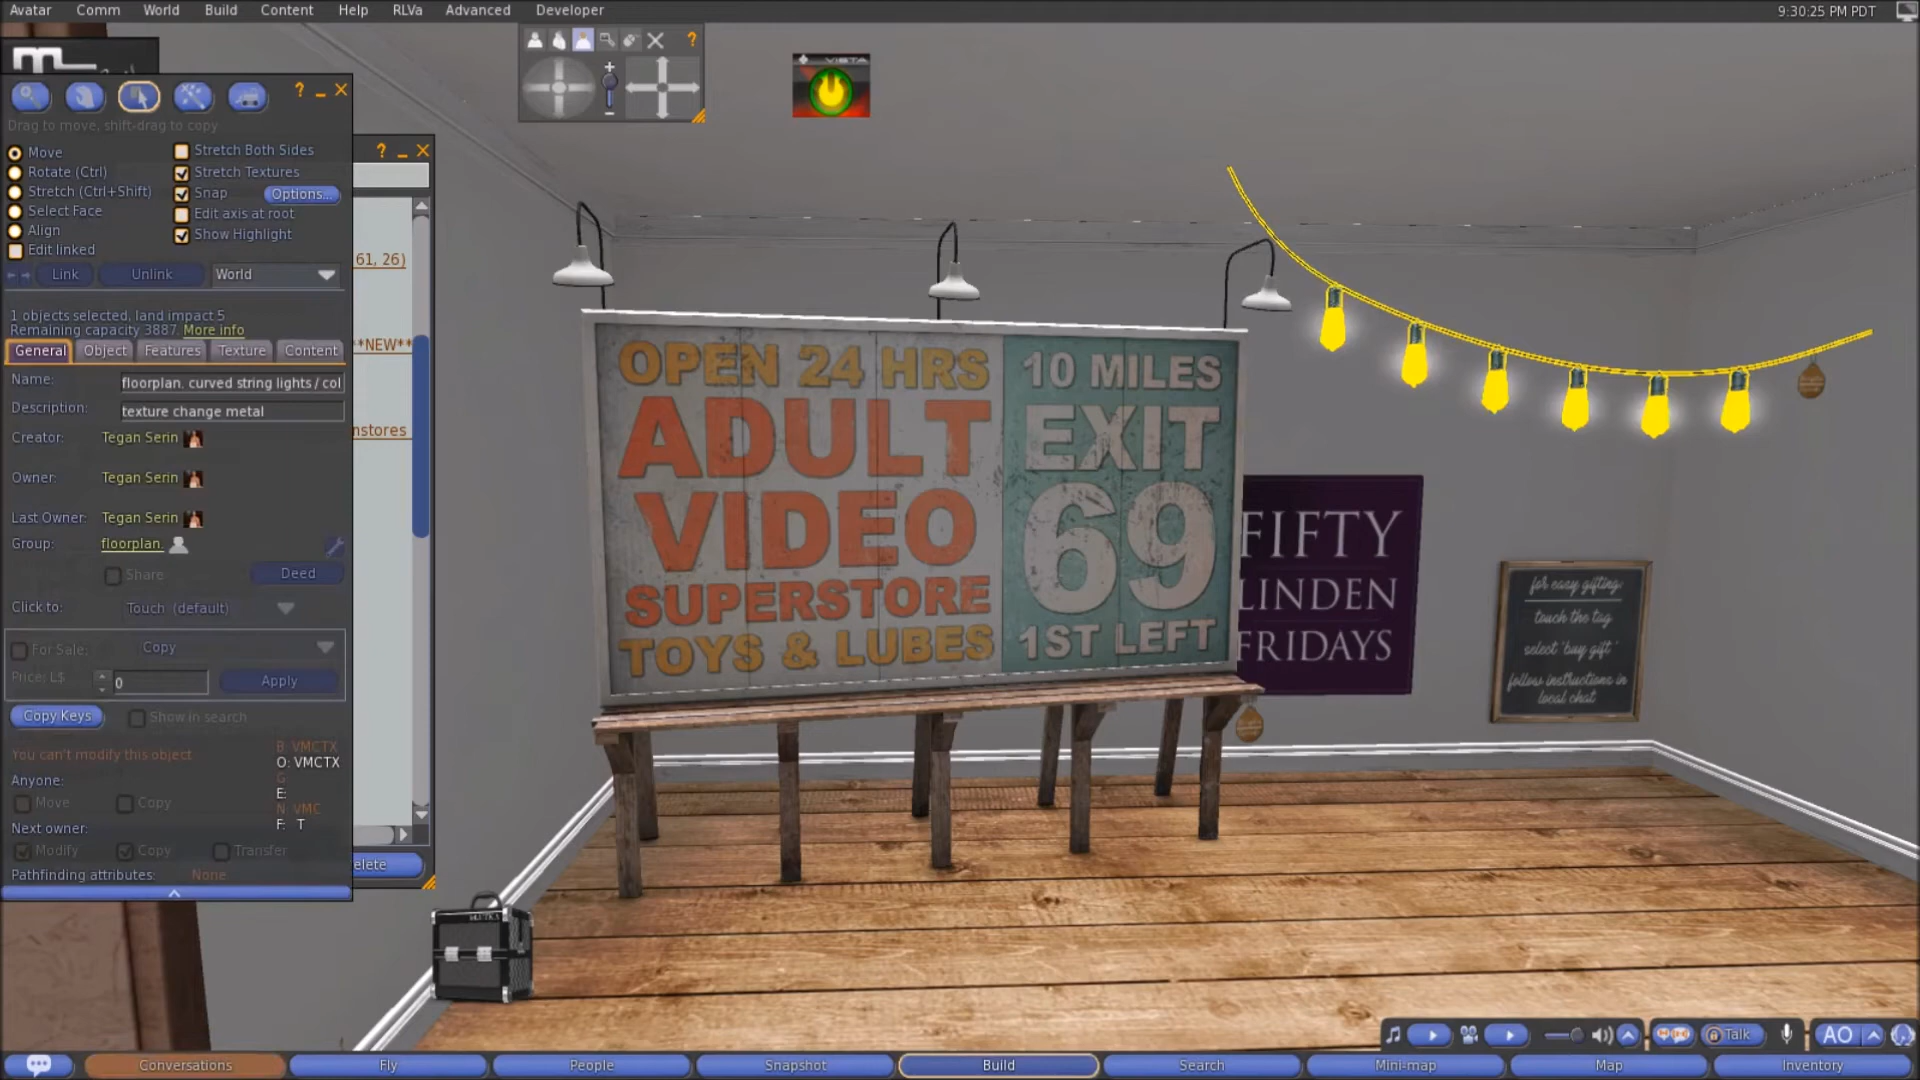 Avatar Comm World Build Content Help RLVa Advanced Developer
9:30:25 PM PDT
VISTA
Drag to move, shift-drag to copy
Move
Rotate (Ctrl)
Stretch (Ctrl+Shift)
Select Face
Align
Edit linked
Stretch Both Sides
Stretch Textures
Snap
Options...
Edit axis at root
Show Highlight
Link
Unlink
World
1 objects selected, land impact 5
Remaining capacity 3887. More info
General Object Features Texture Content
Name: floorplan. curved string lights / col
Description: texture change metal
Creator: Tegan Serin
Owner: Tegan Serin
Last Owner: Tegan Serin
Group: floorplan.
Share
Deed
Click to: Touch (default)
For Sale: Copy
Price: L$ 0
Apply
Copy Keys
Show in search
You can't modify this object
B: VMCTX
O: VMCTX
G:
E:
N: VMC
F: T
Anyone:
Move
Copy
Next owner:
Modify
Copy
Transfer
Pathfinding attributes: None
61, 26)
**NEW**
nstores
elete
OPEN 24 HRS
ADULT
VIDEO
SUPERSTORE
TOYS & LUBES
10 MILES
EXIT
69
1ST LEFT
FIFTY
LINDEN
FRIDAYS
for easy gifting:
touch the tag
select 'buy gift'
follow instructions in
local chat
Talk
AO
Conversations
Fly
People
Snapshot
Build
Search
Mini-map
Map
Inventory